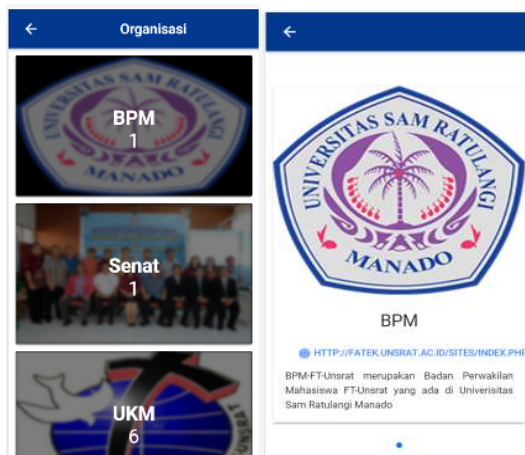 Organisasi
UNIVERSITAS SAM RATULANGI
MANADO
BPM
1
Senat
1
UKM
6
UNIVERSITAS SAM RATULANGI
MANADO
BPM
HTTP://FATEK.UNSRAT.AC.ID/SITES/INDEX.PHP
BPM-FT-Unsrat merupakan Badan Perwakilan
Mahasiswa FT-Unsrat yang ada di Univerisitas
Sam Ratulangi Manado